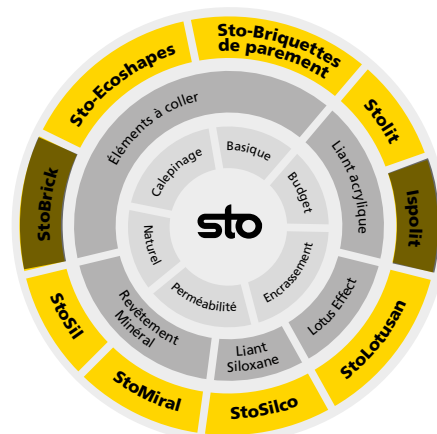 Sto-Briquettes
de parement
Stolit
Ispolit
StoLotusan
StoSilco
StoMiral
StoSil
StoBrick
Sto-Ecoshapes
Éléments à coller
Liant acrylique
Lotus Effect
Liant
Siloxane
Revêtement
Minéral
Basique
Budget
Encrassement
Perméabilité
Naturel
Calepinage
sto